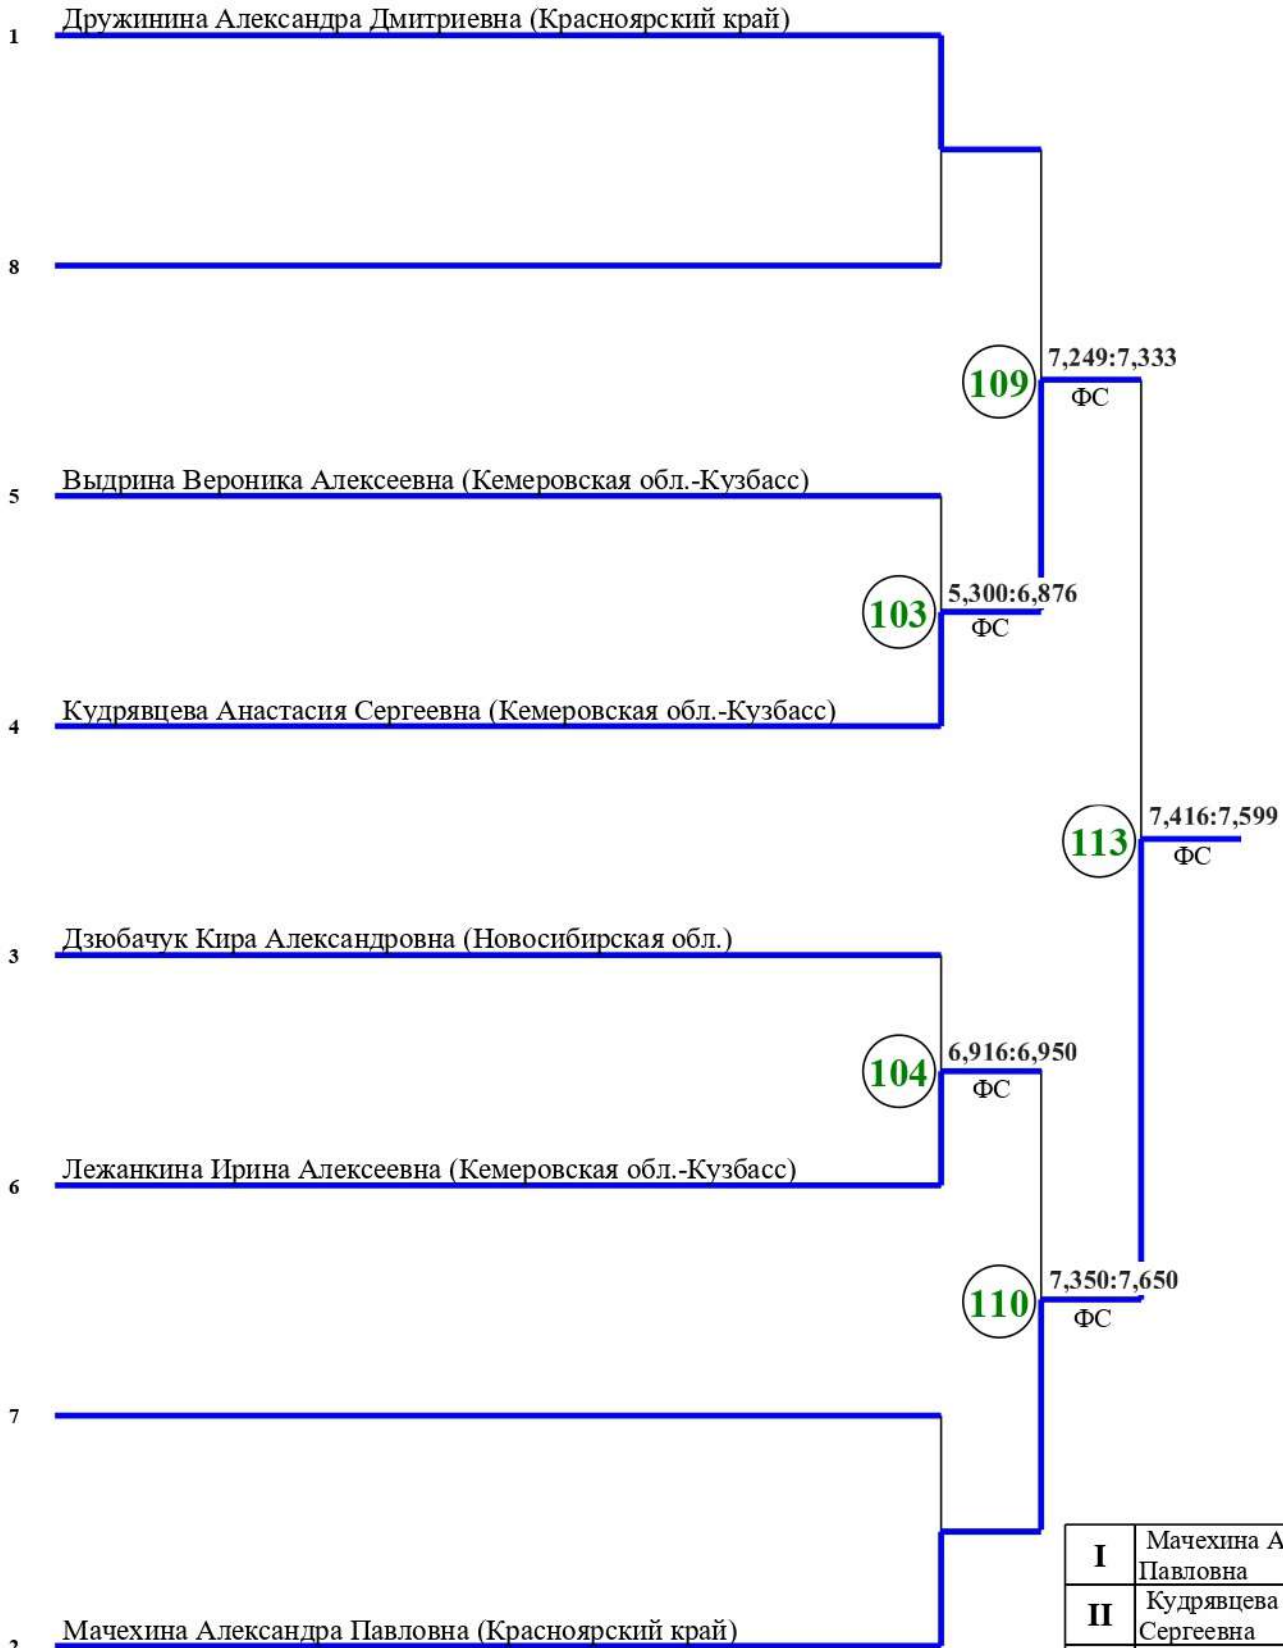 Дружинина Александра Дмитриевна (Красноярский край)
1
8
7,249:7,333
109
ФС
Выдрина Вероника Алексеевна (Кемеровская обл.-Кузбасс)
5
5,300:6,876
103
ФС
Кудрявцева Анастасия Сергеевна (Кемеровская обл.-Кузбасс)
4
7,416:7,599
113
ФС
Дзюбачук Кира Александровна (Новосибирская обл.)
3
6,916:6,950
104
ФС
Лежанкина Ирина Алексеевна (Кемеровская обл.-Кузбасс)
6
7,350:7,650
110
ФС
7
I Мачехина А
Павловна
II Кудрявцева
Сергеевна
Мачехина Александра Павловна (Красноярский край)
2